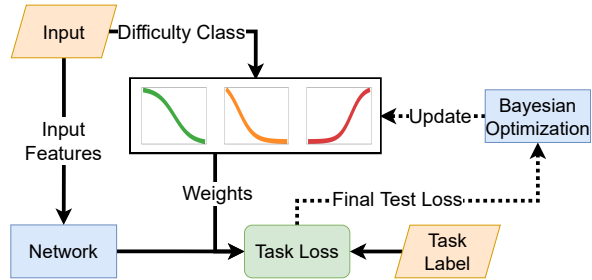 Input
Difficulty Class
Input
Features
Update
Bayesian
Optimization
Weights
Final Test Loss
Network
Task Loss
Task
Label